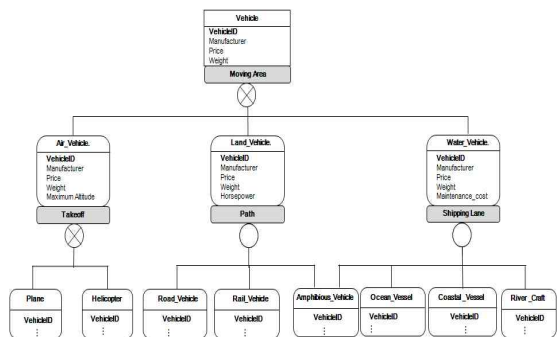 Vehicle
VehicleID
Manufacturer
Price
Weight
Moving Area
Air_Vehicle.
VehicleID
Manufacturer
Price
Weight
Maximum Altitude
Takeoff
Land_Vehicle.
VehicleID
Manufacturer
Price
Weight
Horsepower
Path
Water_Vehicle.
VehicleID
Manufacturer
Price
Weight
Maintenance_cost
Shipping Lane
Plane
VehicleID
⋮
Helicopter
VehicleID
⋮
Road_Vehicle
VehicleID
⋮
Rail_Vehicle
VehicleID
⋮
Amphibious_Vehicle
VehicleID
⋮
Ocean_Vessel
VehicleID
⋮
Coastal_Vessel
VehicleID
⋮
River_Craft
VehicleID
⋮